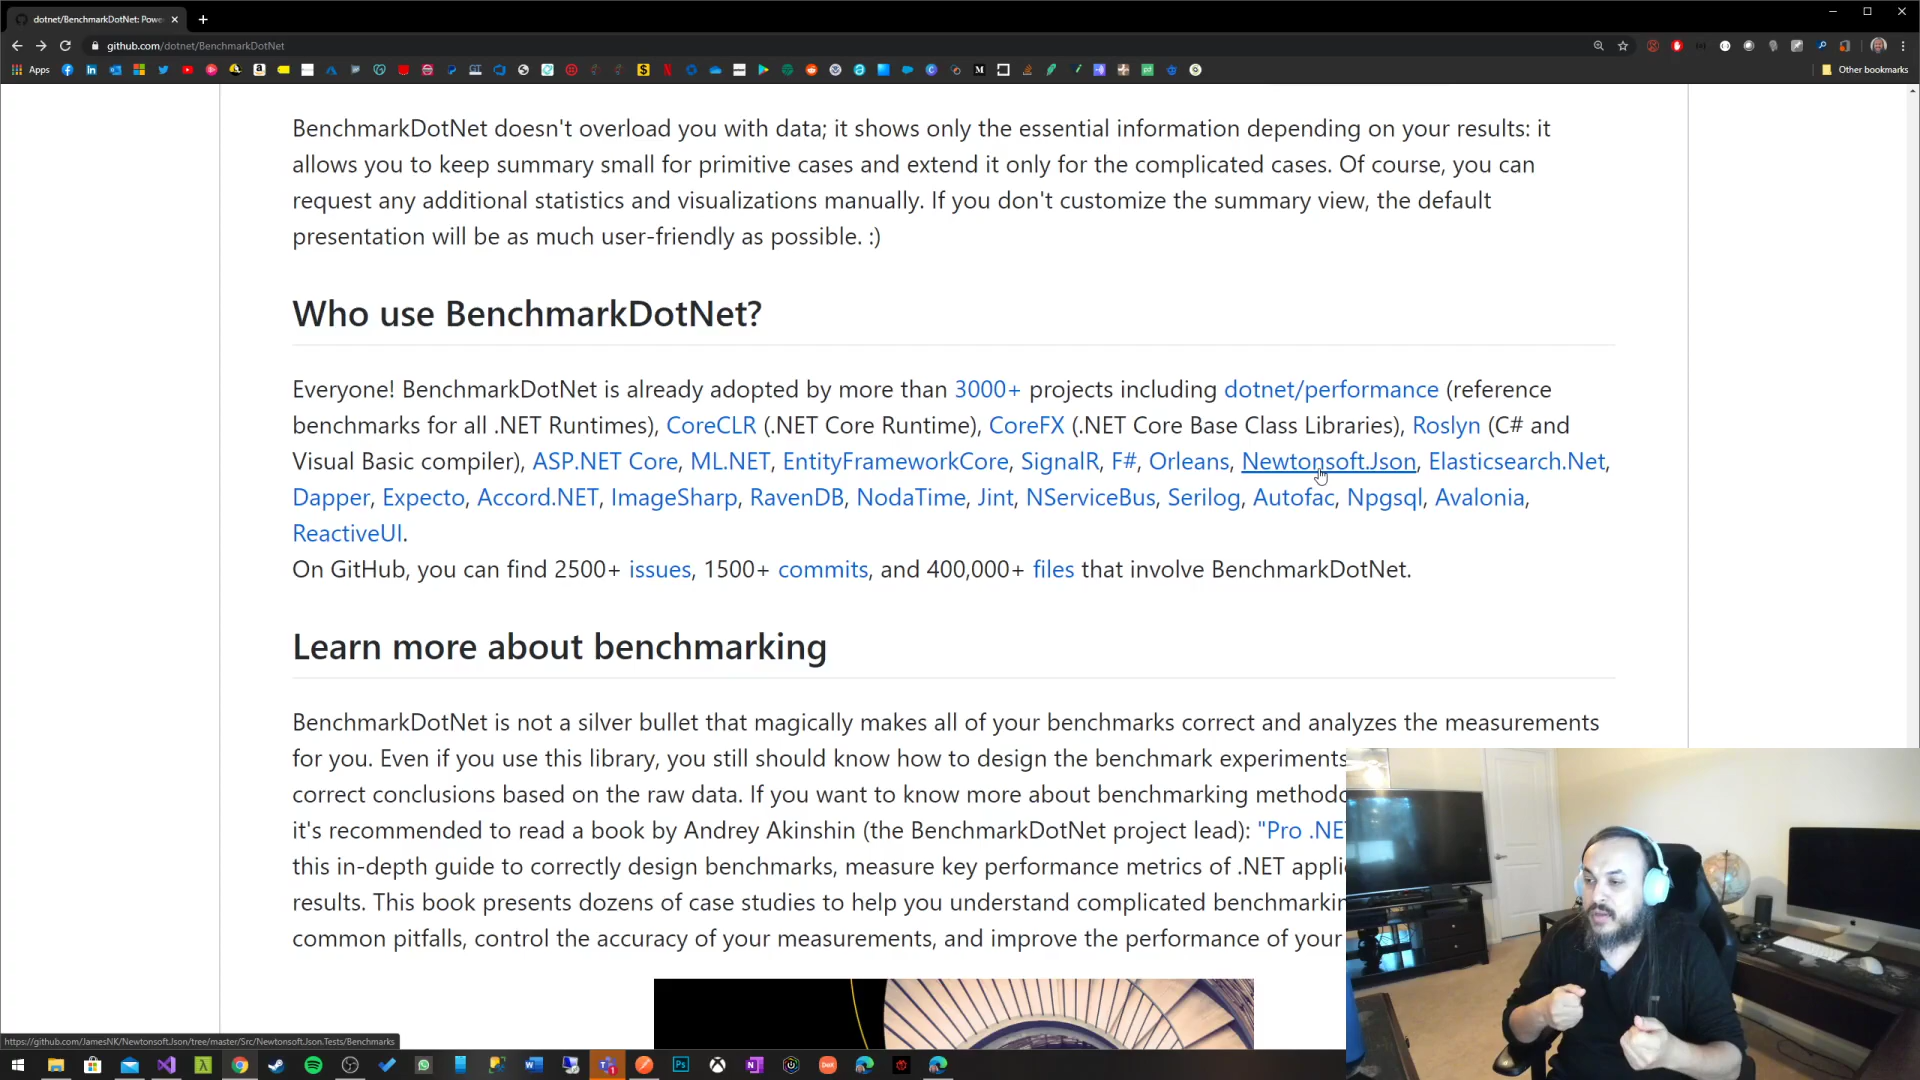 dotnet/BenchmarkDotNet: Powe
github.com/dotnet/BenchmarkDotNet
Apps
Other bookmarks
BenchmarkDotNet doesn't overload you with data; it shows only the essential information depending on your results: it
allows you to keep summary small for primitive cases and extend it only for the complicated cases. Of course, you can
request any additional statistics and visualizations manually. If you don't customize the summary view, the default
presentation will be as much user-friendly as possible. :)
Who use BenchmarkDotNet?
Everyone! BenchmarkDotNet is already adopted by more than 3000+ projects including dotnet/performance (reference
benchmarks for all .NET Runtimes), CoreCLR (.NET Core Runtime), CoreFX (.NET Core Base Class Libraries), Roslyn (C# and
Visual Basic compiler), ASP.NET Core, ML.NET, EntityFrameworkCore, SignalR, F#, Orleans, Newtonsoft.Json, Elasticsearch.Net,
Dapper, Expecto, Accord.NET, ImageSharp, RavenDB, NodaTime, Jint, NServiceBus, Serilog, Autofac, Npgsql, Avalonia,
ReactiveUI.
On GitHub, you can find 2500+ issues, 1500+ commits, and 400,000+ files that involve BenchmarkDotNet.
Learn more about benchmarking
BenchmarkDotNet is not a silver bullet that magically makes all of your benchmarks correct and analyzes the measurements
for you. Even if you use this library, you still should know how to design the benchmark experiments
correct conclusions based on the raw data. If you want to know more about benchmarking methodo
it's recommended to read a book by Andrey Akinshin (the BenchmarkDotNet project lead): "Pro .NE
this in-depth guide to correctly design benchmarks, measure key performance metrics of .NET appli
results. This book presents dozens of case studies to help you understand complicated benchmarkin
common pitfalls, control the accuracy of your measurements, and improve the performance of your
https://github.com/JamesNK/Newtonsoft.Json/tree/master/Src/Newtonsoft.Json.Tests/Benchmarks